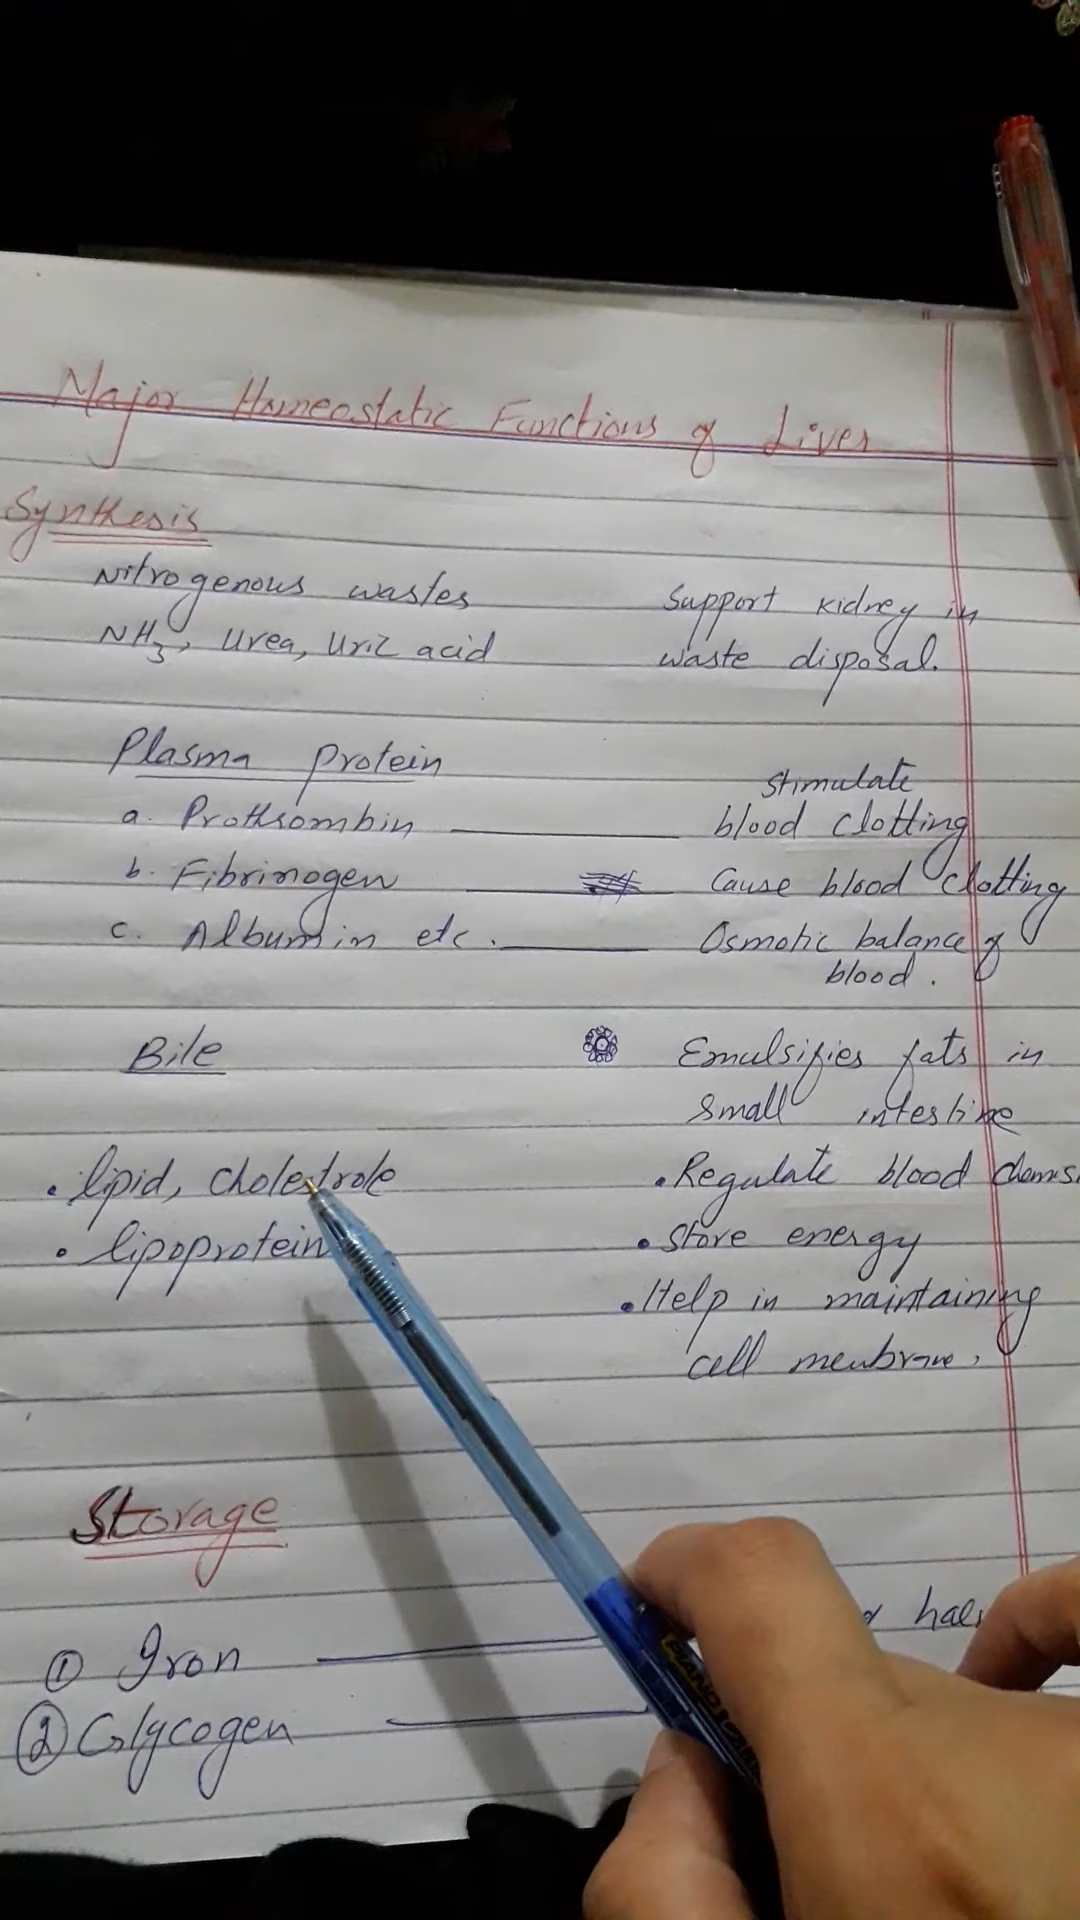 Major Homeostatic Functions of Liver
Synthesis
Nitrogenous wastes Support kidney in
NH3, Urea, Uric acid waste disposal.
Plasma protein
stimulate
a. Prothrombin blood clotting
b. Fibrinogen Cause blood clotting
c. Albumin etc. Osmotic balance of
blood.
Bile Emulsifies fats in
small intestine
• lipid, cholestrole • Regulate blood
• lipoprotein • store energy
• Help in maintaining
cell menbrane.
Storage
① Iron
② Glycogen